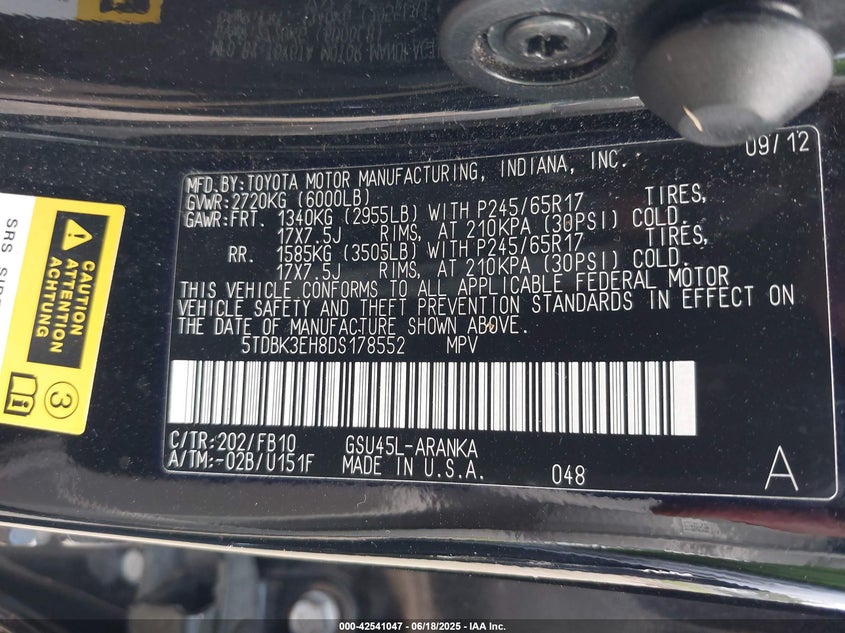 09/12
MFD.BY:TOYOTA MOTOR MANUFACTURING, INDIANA, INC.
GVWR:2720KG (6000LB)
GAWR:FRT. 1340KG (2955LB) WITH P245/65R17 TIRES,
17X7.5J RIMS, AT 210KPA (30PSI) COLD.
RR. 1585KG (3505LB) WITH P245/65R17 TIRES,
17X7.5J RIMS, AT 210KPA (30PSI) COLD.
THIS VEHICLE CONFORMS TO ALL APPLICABLE FEDERAL MOTOR
VEHICLE SAFETY AND THEFT PREVENTION STANDARDS IN EFFECT ON
THE DATE OF MANUFACTURE SHOWN ABOVE.
5TDBK3EH8DS178552 MPV
C/TR:202/FB10 GSU45L-ARANKA
A/TM:-02B/U151F MADE IN U.S.A. 048
A
CAUTION
ATTENTION
ACHTUNG
3
SRS
000-42541047 / 06/18/2025 - IAA Inc.